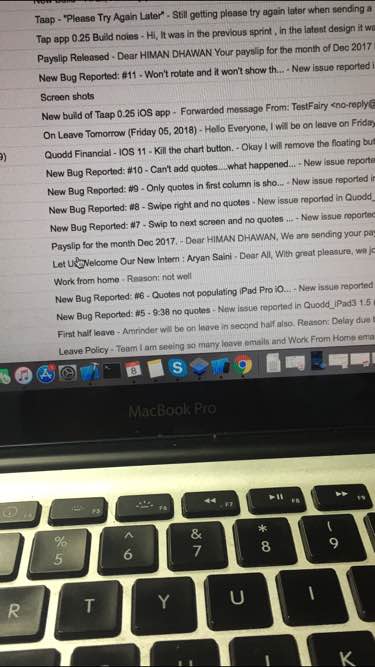 Taap - "Please Try Again Later" - Still getting please try again later when sending a
Tap app 0.25 Build notes - Hi, It was in the previous sprint , in the latest design it wa
Payslip Released - Dear HIMAN DHAWAN Your payslip for the month of Dec 2017
New Bug Reported: #11 - Won't rotate and it won't show th... - New issue reported i
Screen shots
New build of Taap 0.25 iOS app - Forwarded message From: TestFairy <no-reply@
On Leave Tomorrow (Friday 05, 2018) - Hello Everyone, I will be on leave on Friday
9)
Quodd Financial - IOS 11 - Kill the chart button. - Okay I will remove the floating but
New Bug Reported: #10 - Can't add quotes....what happened... - New issue reporte
New Bug Reported: #9 - Only quotes in first column is sho... - New issue reported in
New Bug Reported: #8 - Swipe right and no quotes - New issue reported in Quodd_
New Bug Reported: #7 - Swip to next screen and no quotes ... - New issue reported
Payslip for the month Dec 2017. - Dear HIMAN DHAWAN, We are sending your pay
Let Us Welcome Our New Intern : Aryan Saini - Dear All, With great pleasure, we jo
Work from home - Reason: not well
New Bug Reported: #6 - Quotes not populating iPad Pro iO... - New issue reported
New Bug Reported: #5 - 9:38 no quotes - New issue reported in Quodd_iPad3 1.5 (
First half leave - Amrinder will be on leave in second half also. Reason: Delay due
Leave Policy - Team I am seeing so many leave emails and Work From Home ema
8
MacBook Pro
F5 F6 F7 F8 F9
% ^ & * (
5 6 7 8 9
R T Y U I
K